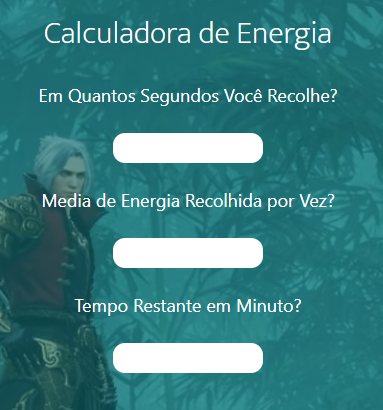 Calculadora de Energia
Em Quantos Segundos Você Recolhe?
Media de Energia Recolhida por Vez?
Tempo Restante em Minuto?